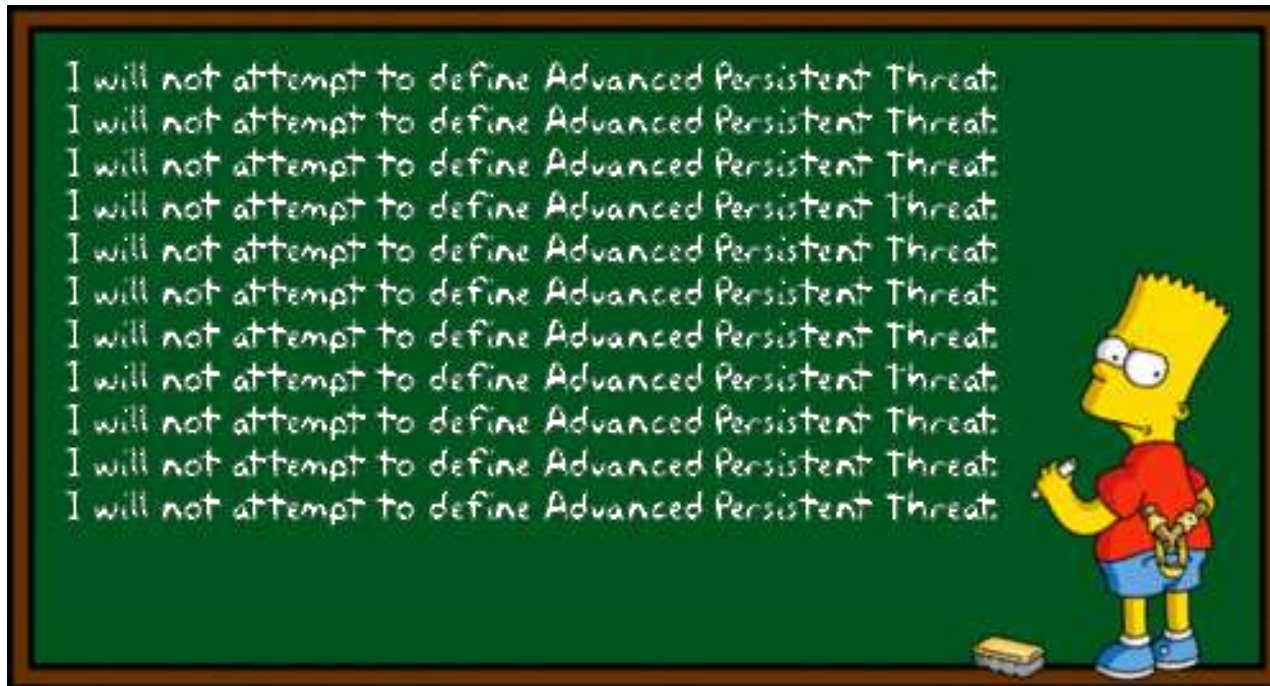 I will not attempt to define Advanced Persistent Threat.
I will not attempt to define Advanced Persistent Threat.
I will not attempt to define Advanced Persistent Threat.
I will not attempt to define Advanced Persistent Threat.
I will not attempt to define Advanced Persistent Threat.
I will not attempt to define Advanced Persistent Threat.
I will not attempt to define Advanced Persistent Threat.
I will not attempt to define Advanced Persistent Threat.
I will not attempt to define Advanced Persistent Threat.
I will not attempt to define Advanced Persistent Threat.
I will not attempt to define Advanced Persistent Threat.